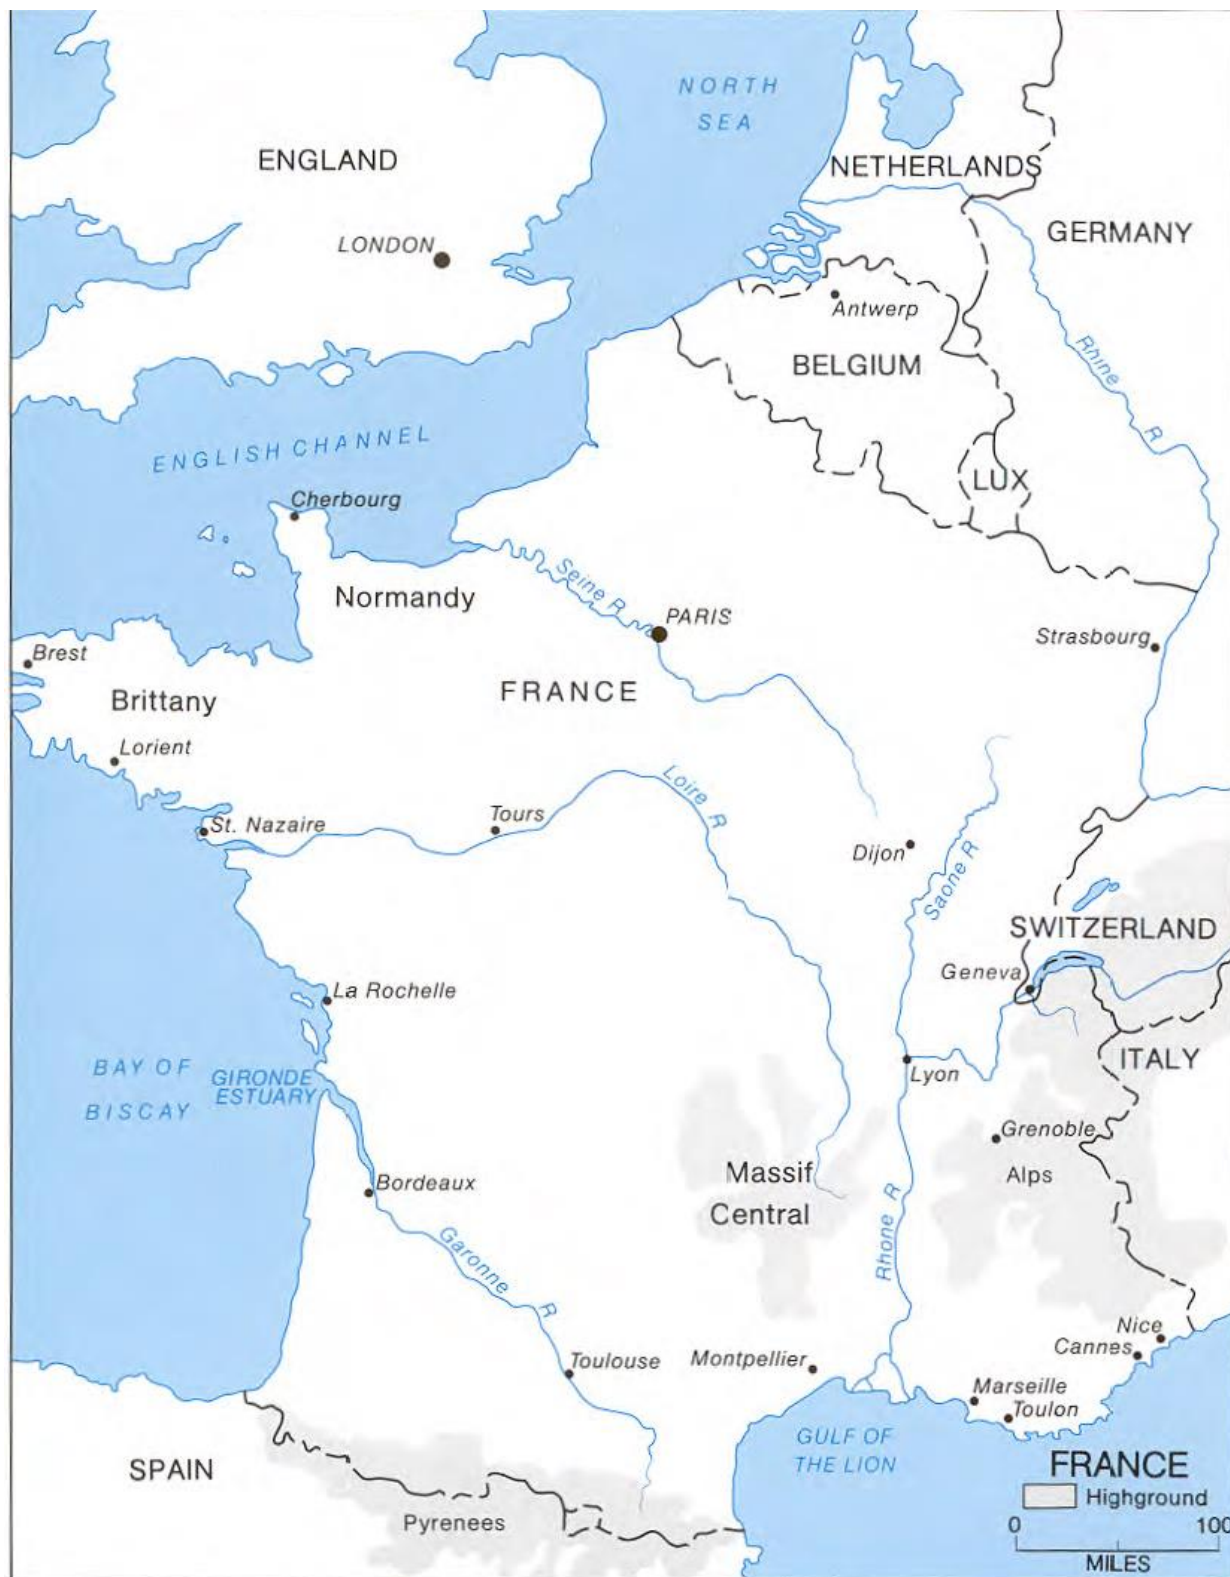 NORTH
SEA
ENGLAND
NETHERLANDS
LONDON
GERMANY
Antwerp
BELGIUM
Rhine R
ENGLISH CHANNEL
LUX
Cherbourg
Seine R
Normandy
PARIS
Strasbourg
Brest
Brittany
FRANCE
Lorient
Loire R
Tours
St. Nazaire
Dijon
Saone R
SWITZERLAND
Geneva
La Rochelle
ITALY
BAY OF
BISCAY
GIRONDE
ESTUARY
Lyon
Grenoble
Alps
Massif
Central
Bordeaux
Rhone R
Garonne R
Nice
Cannes
Toulouse
Montpellier
Marseille
Toulon
GULF OF
THE LION
SPAIN
Pyrenees
FRANCE
Highground
0 100
MILES